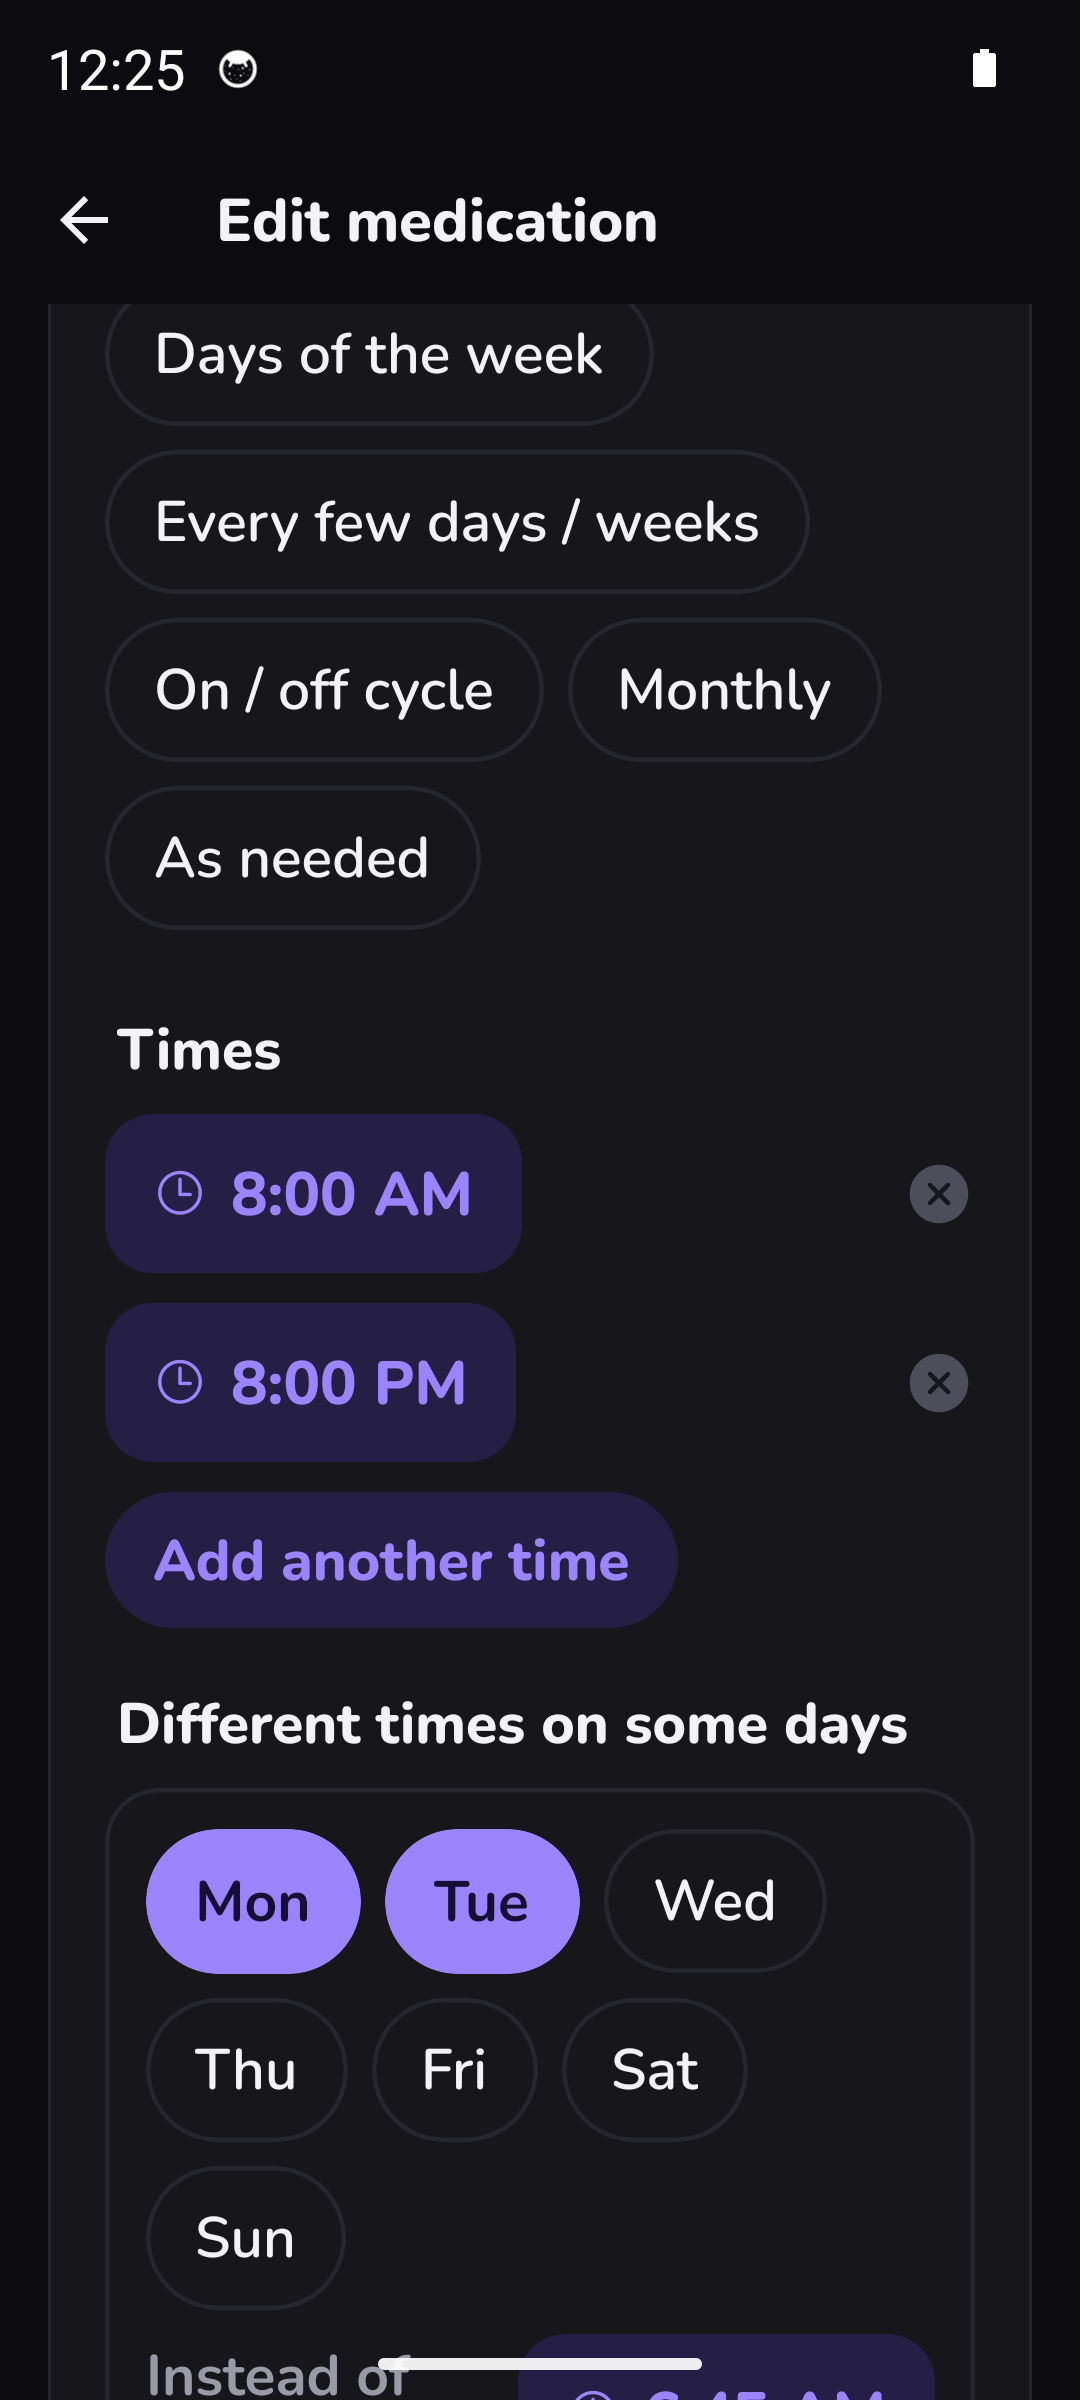 12:25
Edit medication
Days of the week
Every few days / weeks
On / off cycle
Monthly
As needed
Times
8:00 AM
8:00 PM
Add another time
Different times on some days
Mon
Tue
Wed
Thu
Fri
Sat
Sun
Instead of